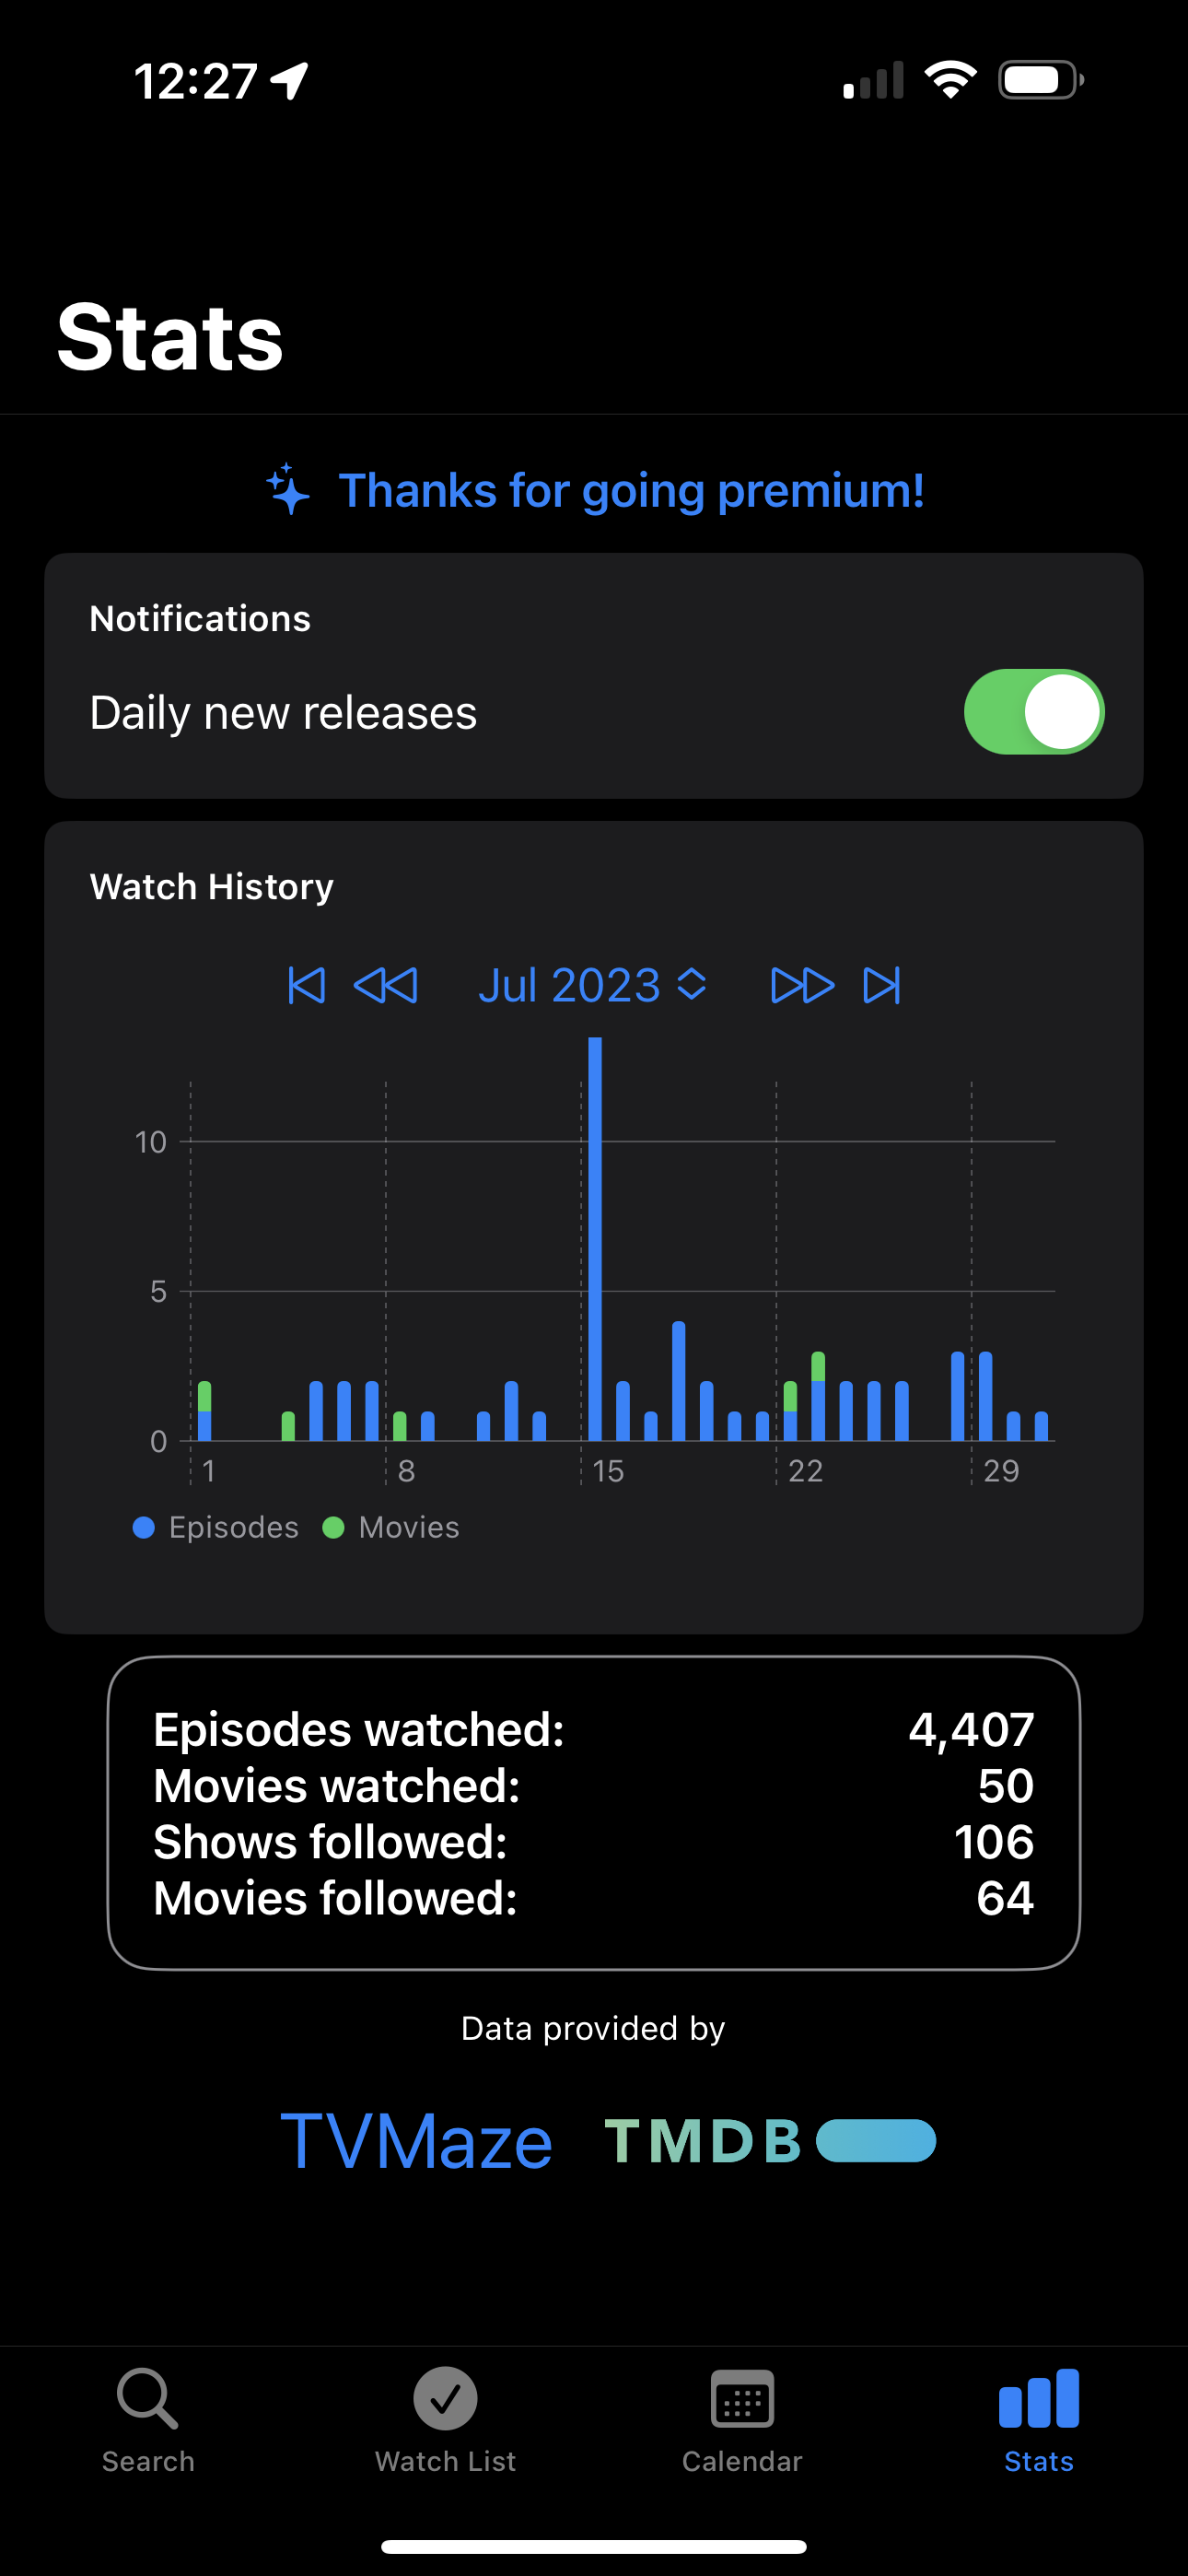 12:27
Stats
Thanks for going premium!
Notifications
Daily new releases
Watch History
Jul 2023
10
5
0
1 8 15 22 29
Episodes Movies
Episodes watched: 4,407
Movies watched: 50
Shows followed: 106
Movies followed: 64
Data provided by
TVMaze TMDB
Search Watch List Calendar Stats